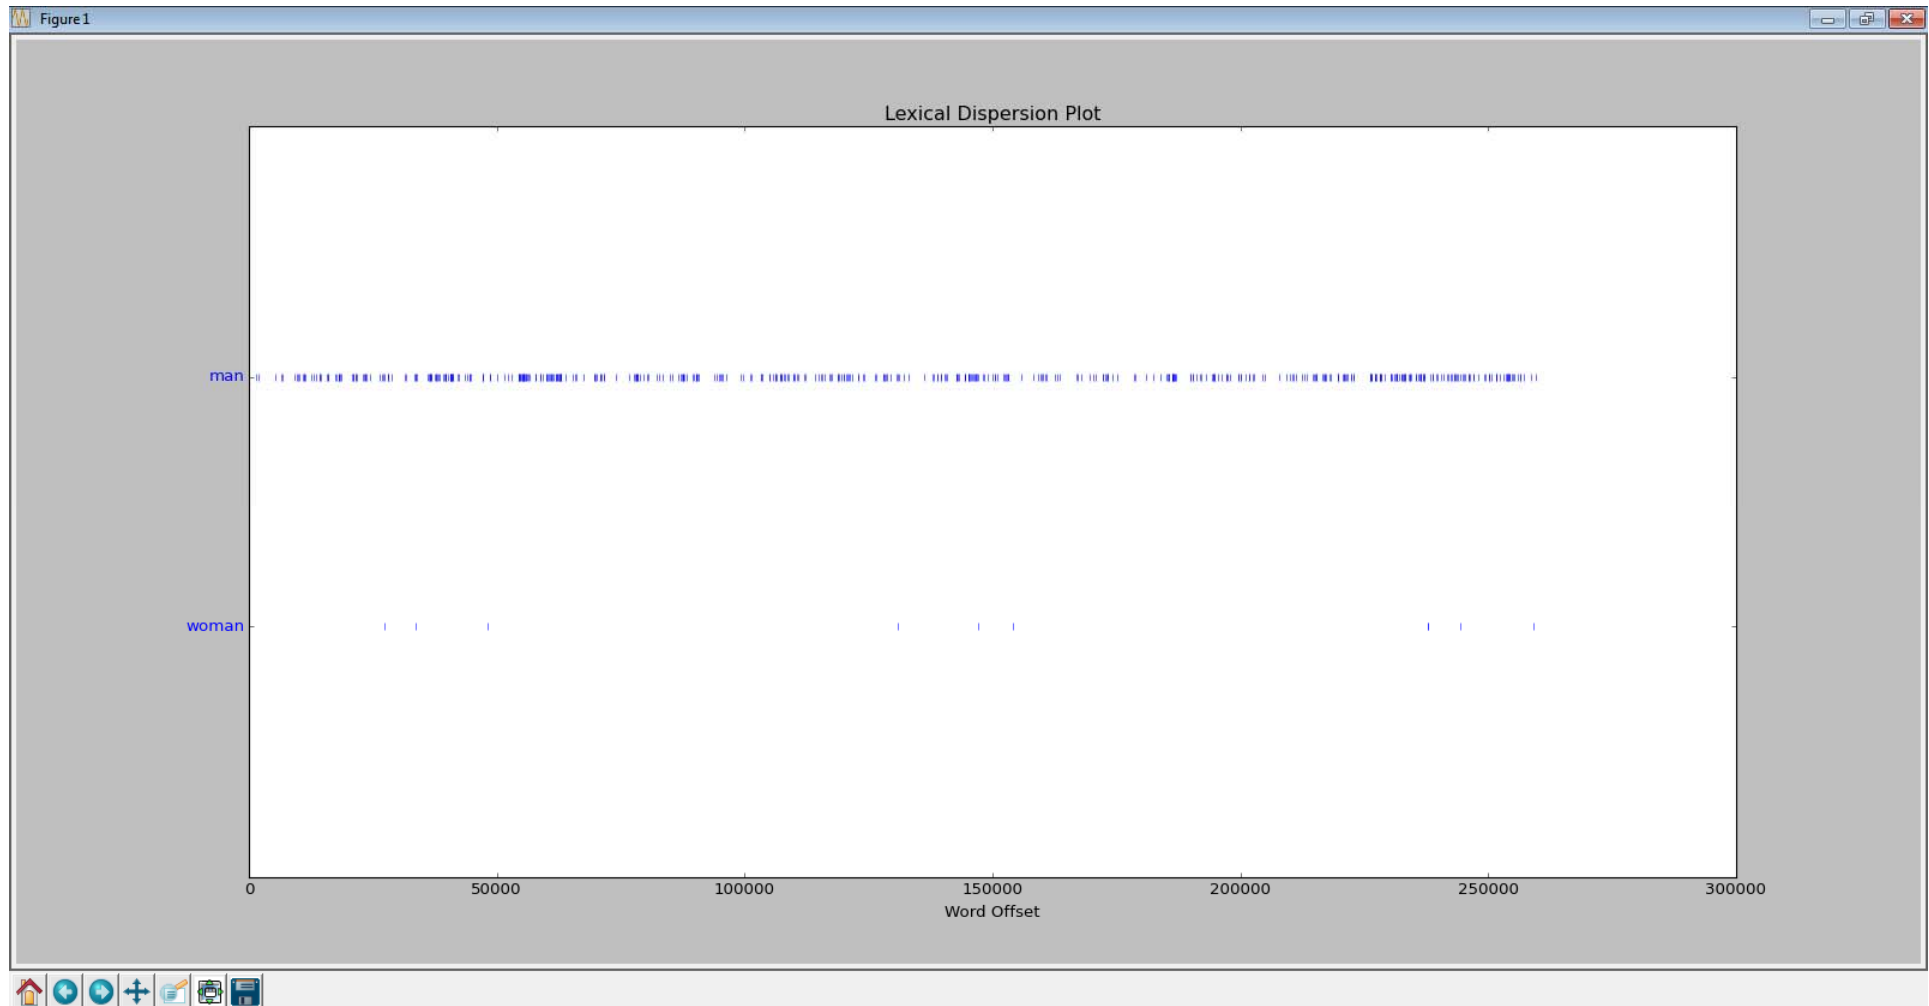 Figure 1
Lexical Dispersion Plot
man
woman
0 50000 100000 150000 200000 250000 300000
Word Offset